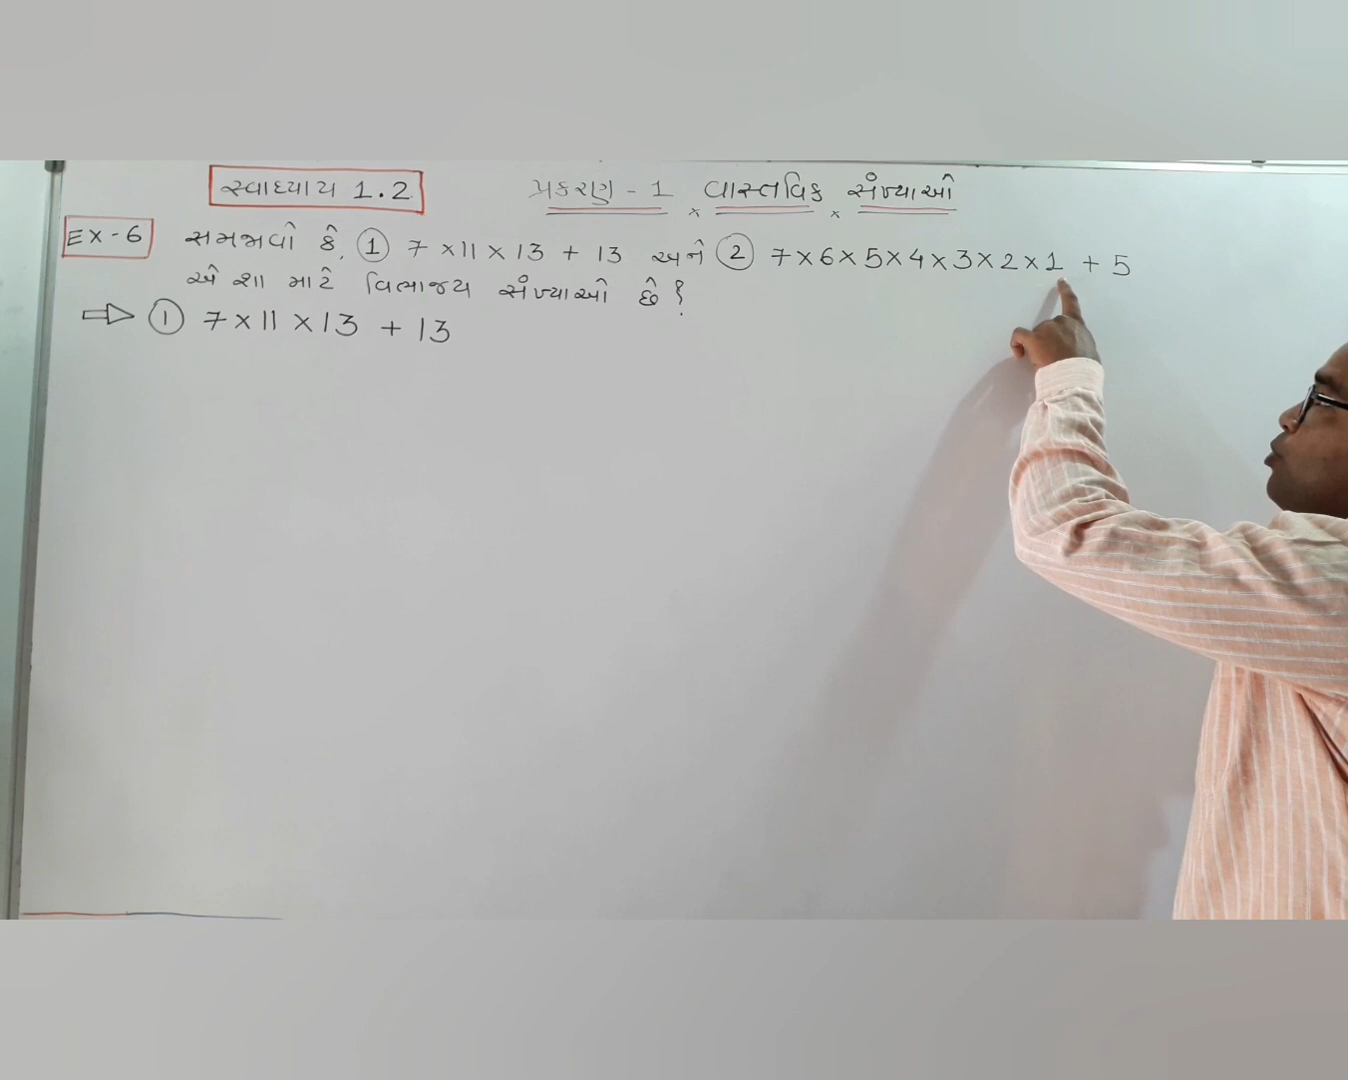 સ્વાધ્યાય 1.2
પ્રકરણ - 1 વાસ્તવિક સંખ્યાઓ
EX-6 સમજાવો કે, ① 7 ×11 × 13 + 13 અને ② 7×6×5×4×3×2×1 + 5
એ શા માટે વિભાજ્ય સંખ્યાઓ છે ?
⇒ ① 7×11×13 + 13